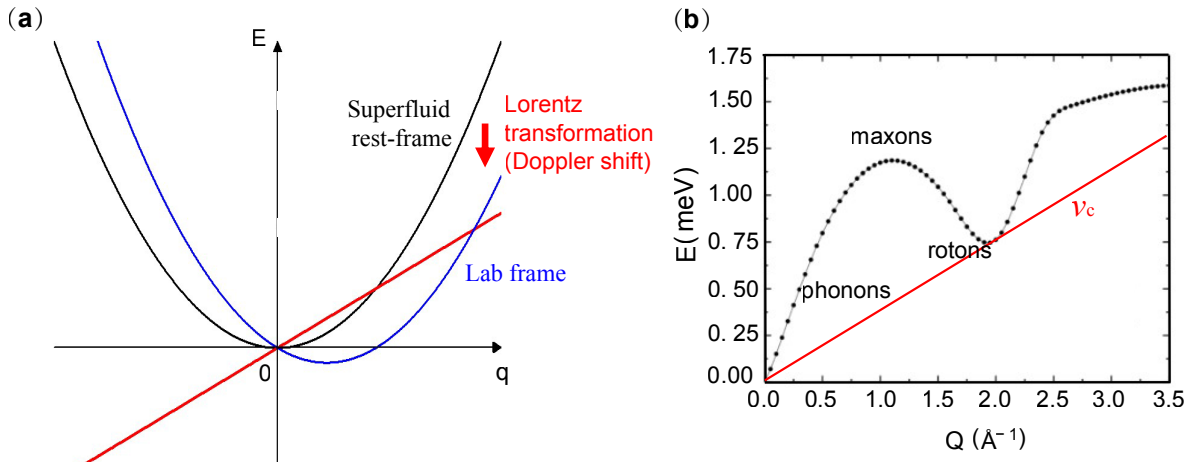 (a)
E
Superfluid
rest-frame
Lorentz
transformation
(Doppler shift)
Lab frame
0
q
(b)
1.75
1.50
1.25
1.00
0.75
0.50
0.25
0.00
E(meV)
maxons
rotons
phonons
vc
0.0 0.5 1.0 1.5 2.0 2.5 3.0 3.5
Q (Å⁻¹)